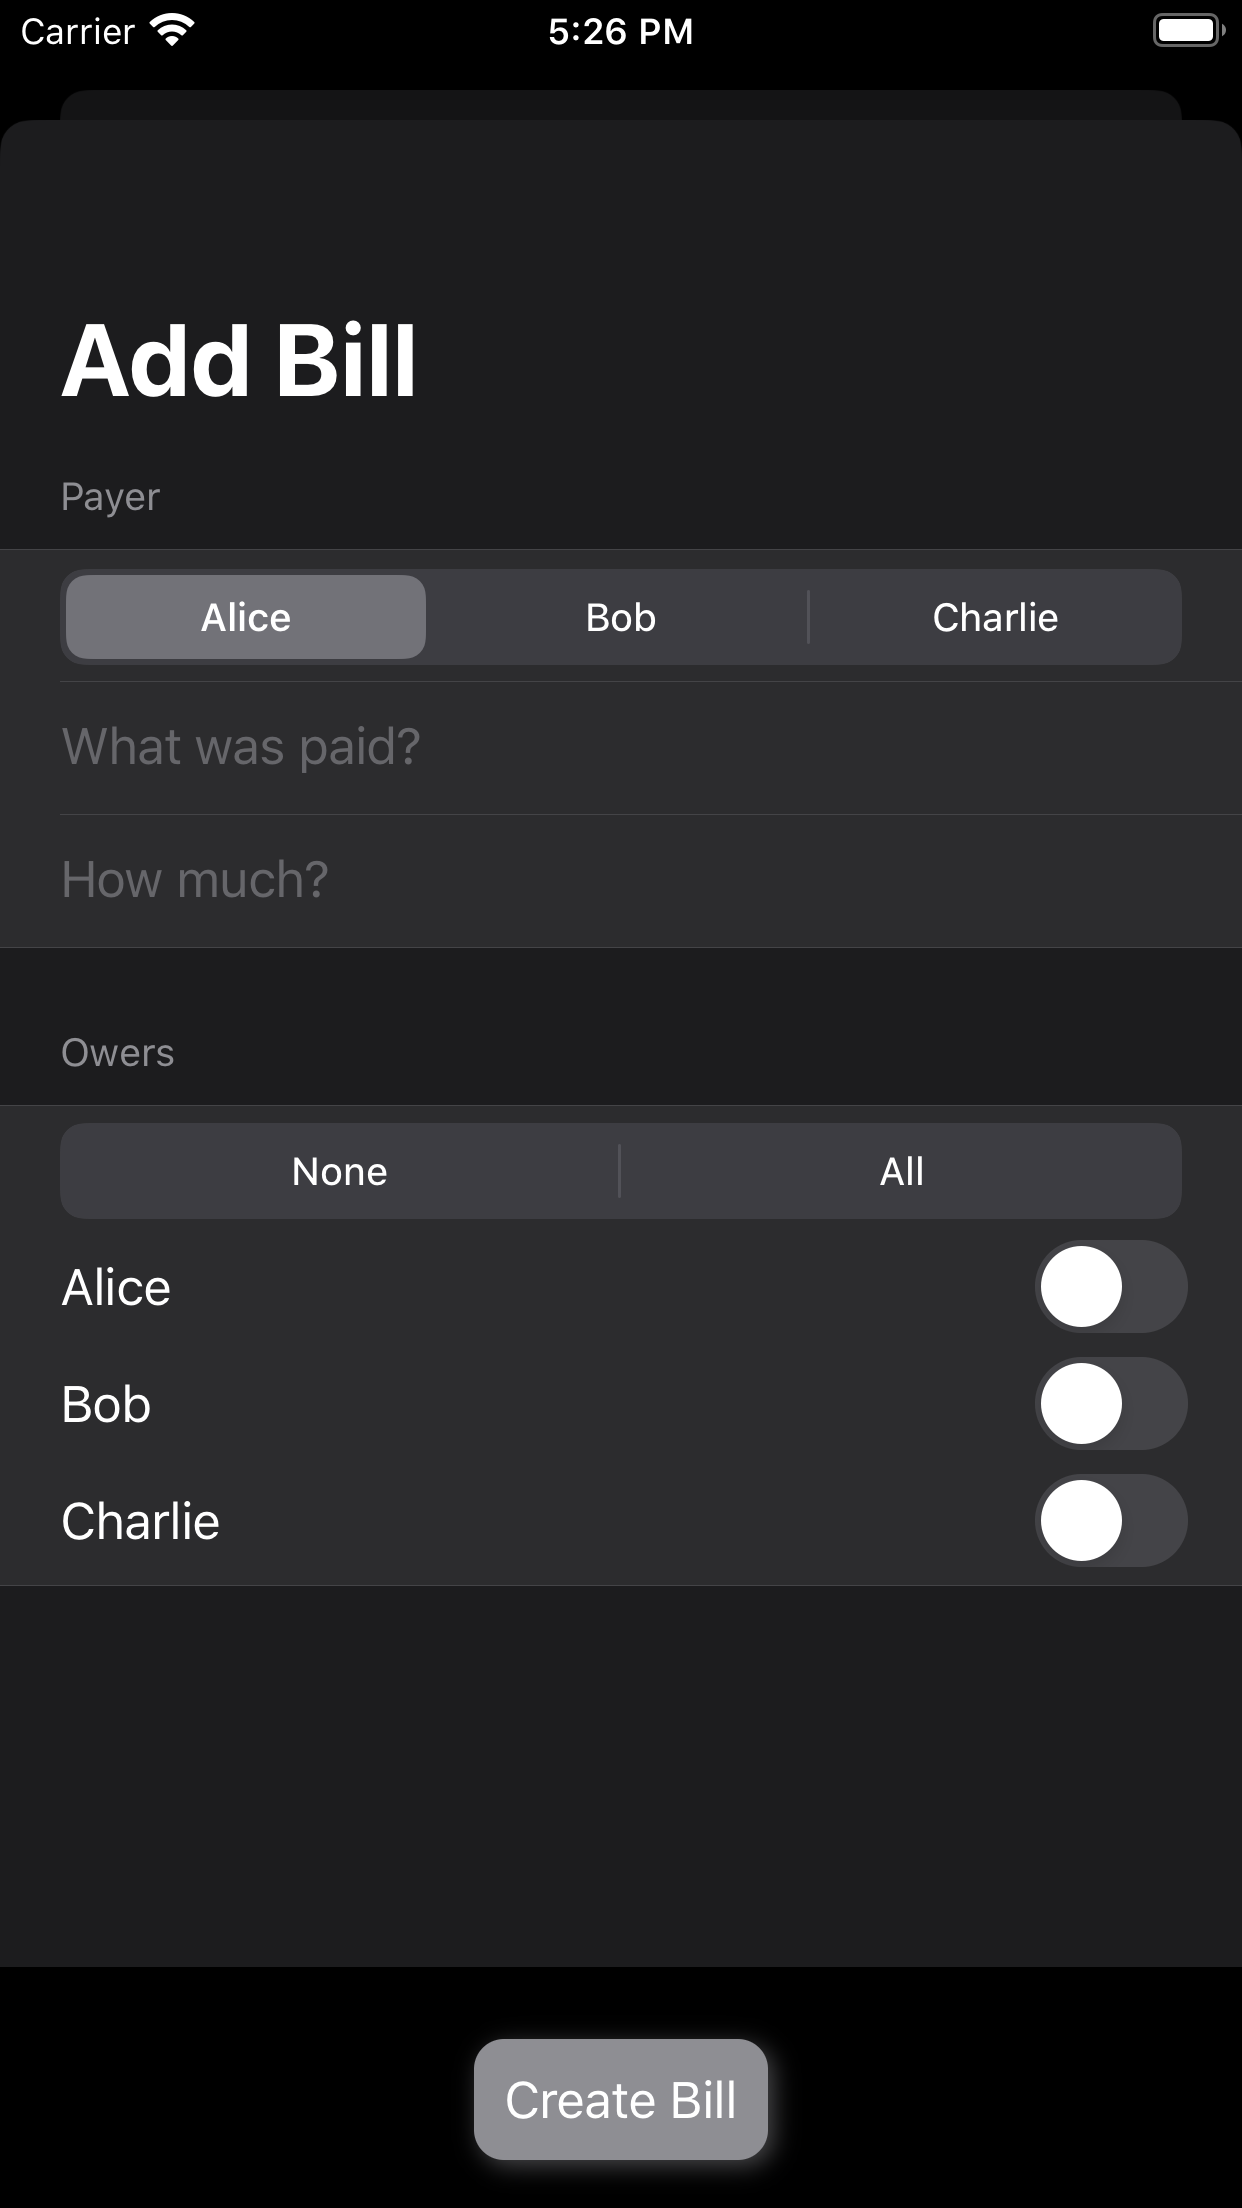 Carrier 5:26 PM
Add Bill
Payer
Alice Bob Charlie
What was paid?
How much?
Owers
None All
Alice
Bob
Charlie
Create Bill